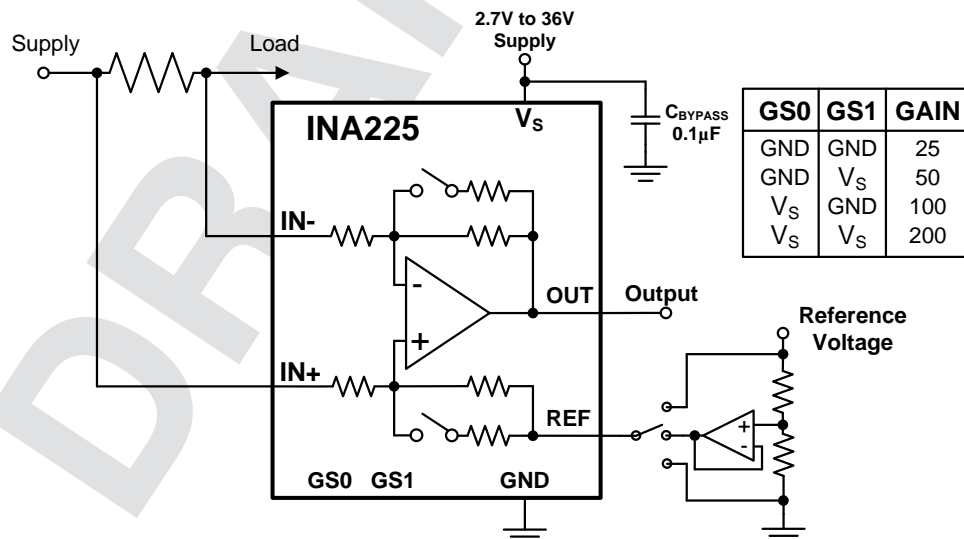 DRAFT
2.7V to 36V
Supply
Supply
Load
INA225
VS
CBYPASS
0.1µF
IN-
-
+
OUT
Output
IN+
REF
GS0 GS1 GND
GS0 GS1 GAIN
GND GND 25
GND VS 50
VS GND 100
VS VS 200
Reference
Voltage
+
-